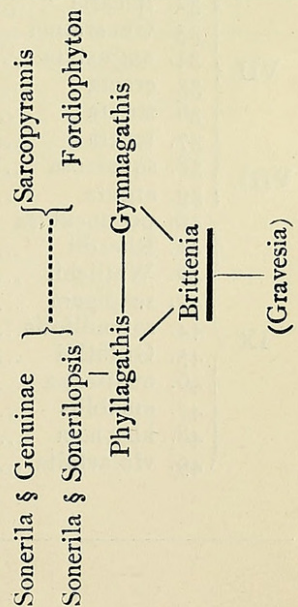 Sonerila § Genuinae } { Sarcopyramis
Sonerila § Sonerilopsis } { Fordiophyton
Phyllagathis Gymnagathis
Brittenia
(Gravesia)